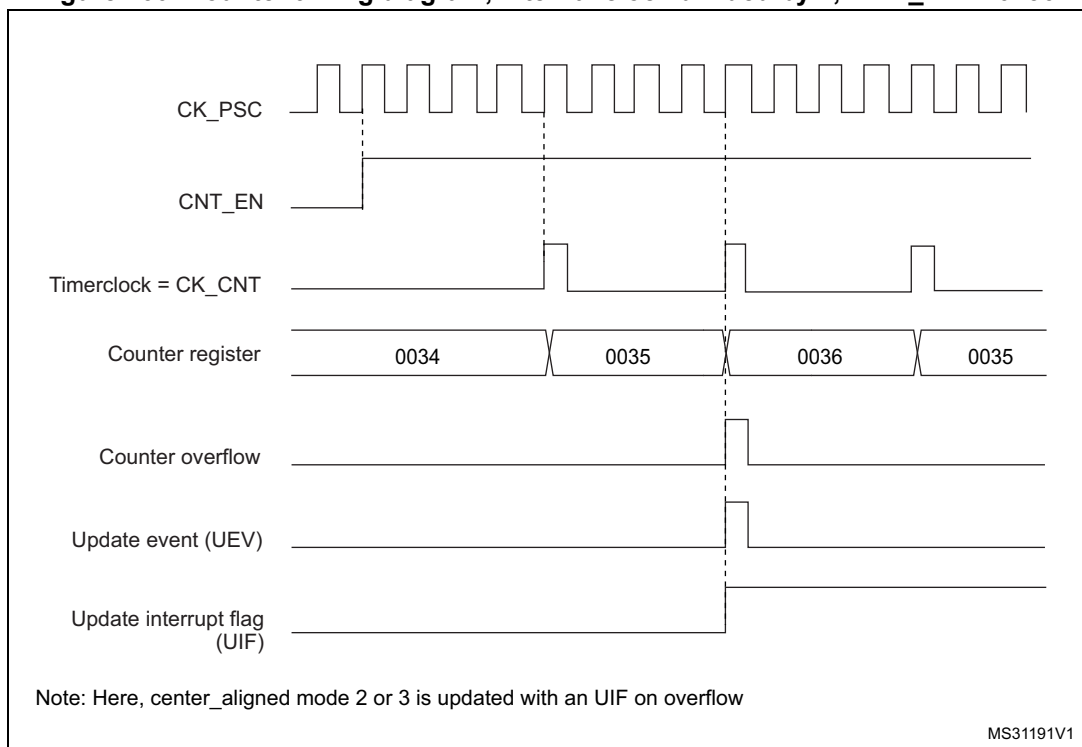 CK_PSC
CNT_EN
Timerclock = CK_CNT
Counter register 0034 0035 0036 0035
Counter overflow
Update event (UEV)
Update interrupt flag
(UIF)
Note: Here, center_aligned mode 2 or 3 is updated with an UIF on overflow
MS31191V1